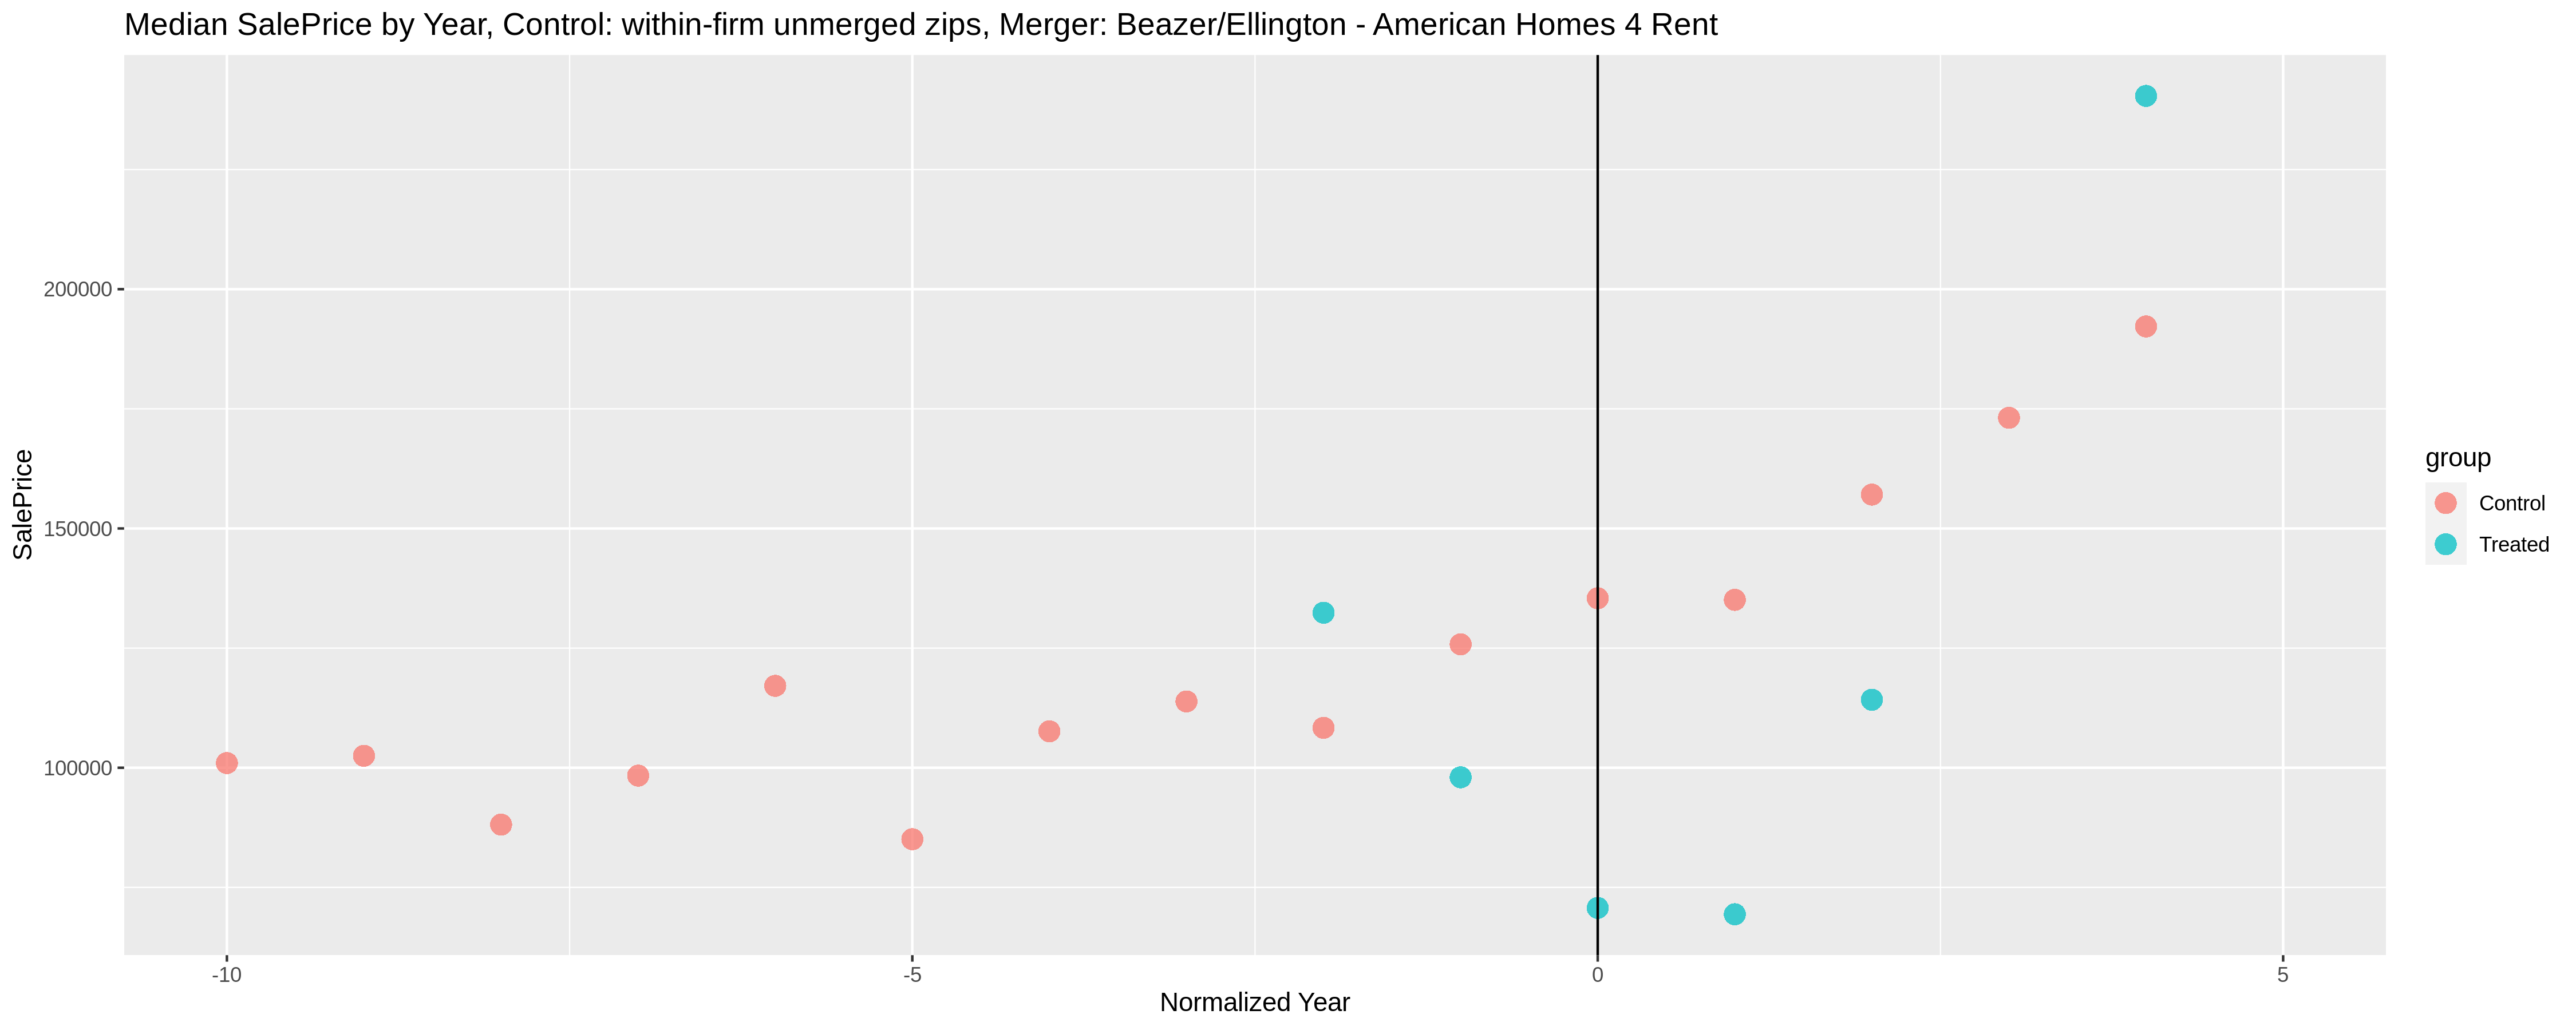 Median SalePrice by Year, Control: within-firm unmerged zips, Merger: Beazer/Ellington - American Homes 4 Rent
SalePrice
200000
150000
100000
-10
-5
0
5
Normalized Year
group
Control
Treated